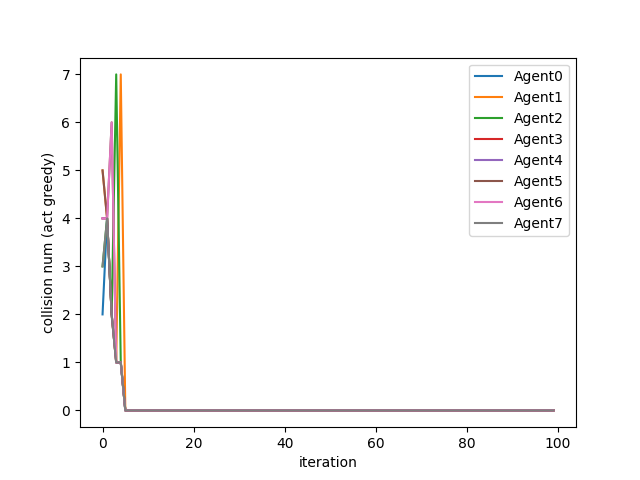 7
6
5
4
3
2
1
0
collision num (act greedy)
0 20 40 60 80 100
iteration
Agent0
Agent1
Agent2
Agent3
Agent4
Agent5
Agent6
Agent7